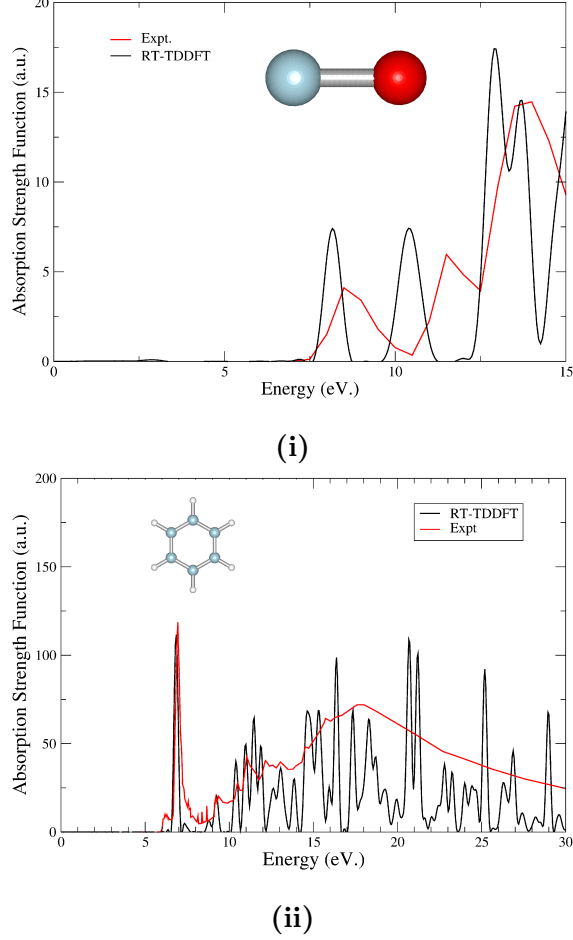 20
15
10
5
0
Absorption Strength Function (a.u.)
Expt.
RT-TDDFT
0 5 10 15
Energy (eV.)
(i)
200
150
100
50
0
Absorption Strength Function (a.u.)
RT-TDDFT
Expt
0 5 10 15 20 25 30
Energy (eV.)
(ii)